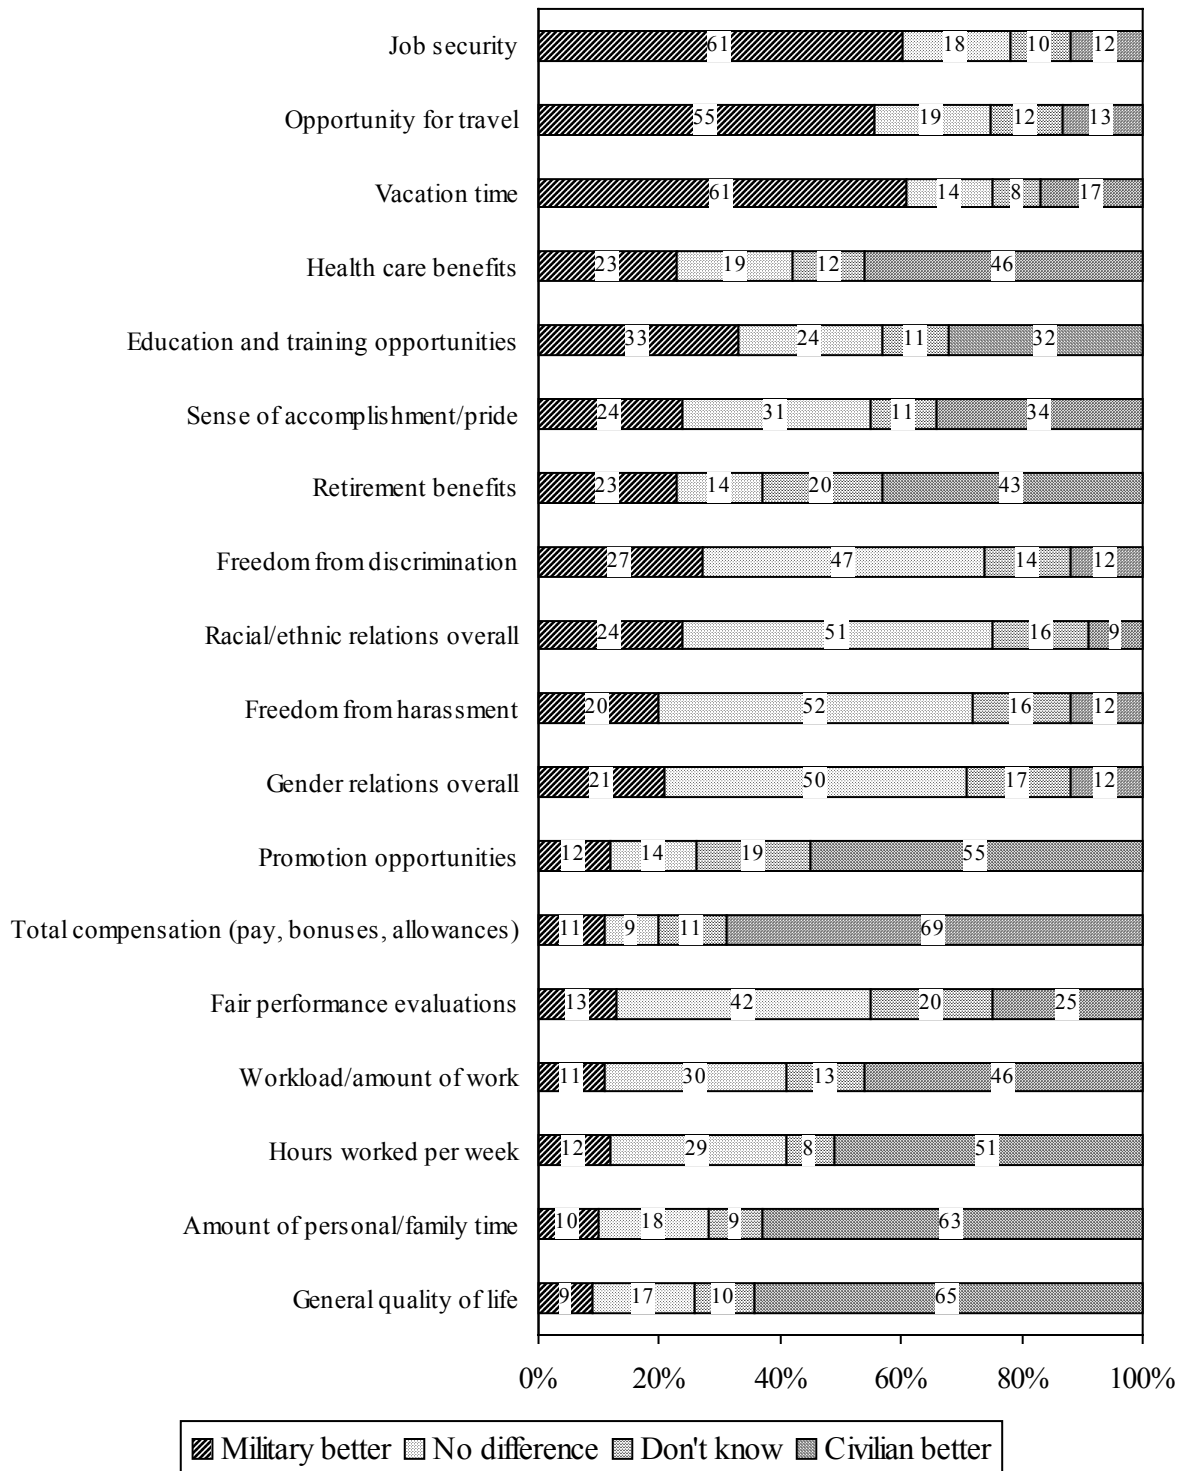 Job security 61 18 10 12
Opportunity for travel 55 19 12 13
Vacation time 61 14 8 17
Health care benefits 23 19 12 46
Education and training opportunities 33 24 11 32
Sense of accomplishment/pride 24 31 11 34
Retirement benefits 23 14 20 43
Freedom from discrimination 27 47 14 12
Racial/ethnic relations overall 24 51 16 9
Freedom from harassment 20 52 16 12
Gender relations overall 21 50 17 12
Promotion opportunities 12 14 19 55
Total compensation (pay, bonuses, allowances) 11 9 11 69
Fair performance evaluations 13 42 20 25
Workload/amount of work 11 30 13 46
Hours worked per week 12 29 8 51
Amount of personal/family time 10 18 9 63
General quality of life 9 17 10 65
0% 20% 40% 60% 80% 100%
Military better No difference Don't know Civilian better